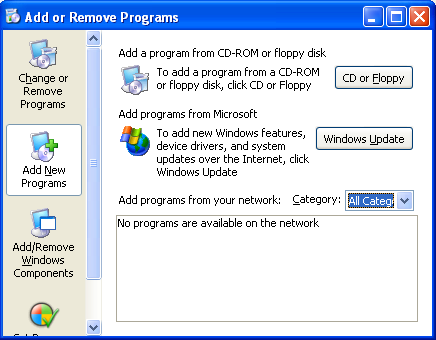 Add or Remove Programs
Change or
Remove
Programs
Add New
Programs
Add/Remove
Windows
Components
Add a program from CD-ROM or floppy disk
To add a program from a CD-ROM
or floppy disk, click CD or Floppy
CD or Floppy
Add programs from Microsoft
To add new Windows features,
device drivers, and system
updates over the Internet, click
Windows Update
Windows Update
Add programs from your network:
Category:
All Categ
No programs are available on the network